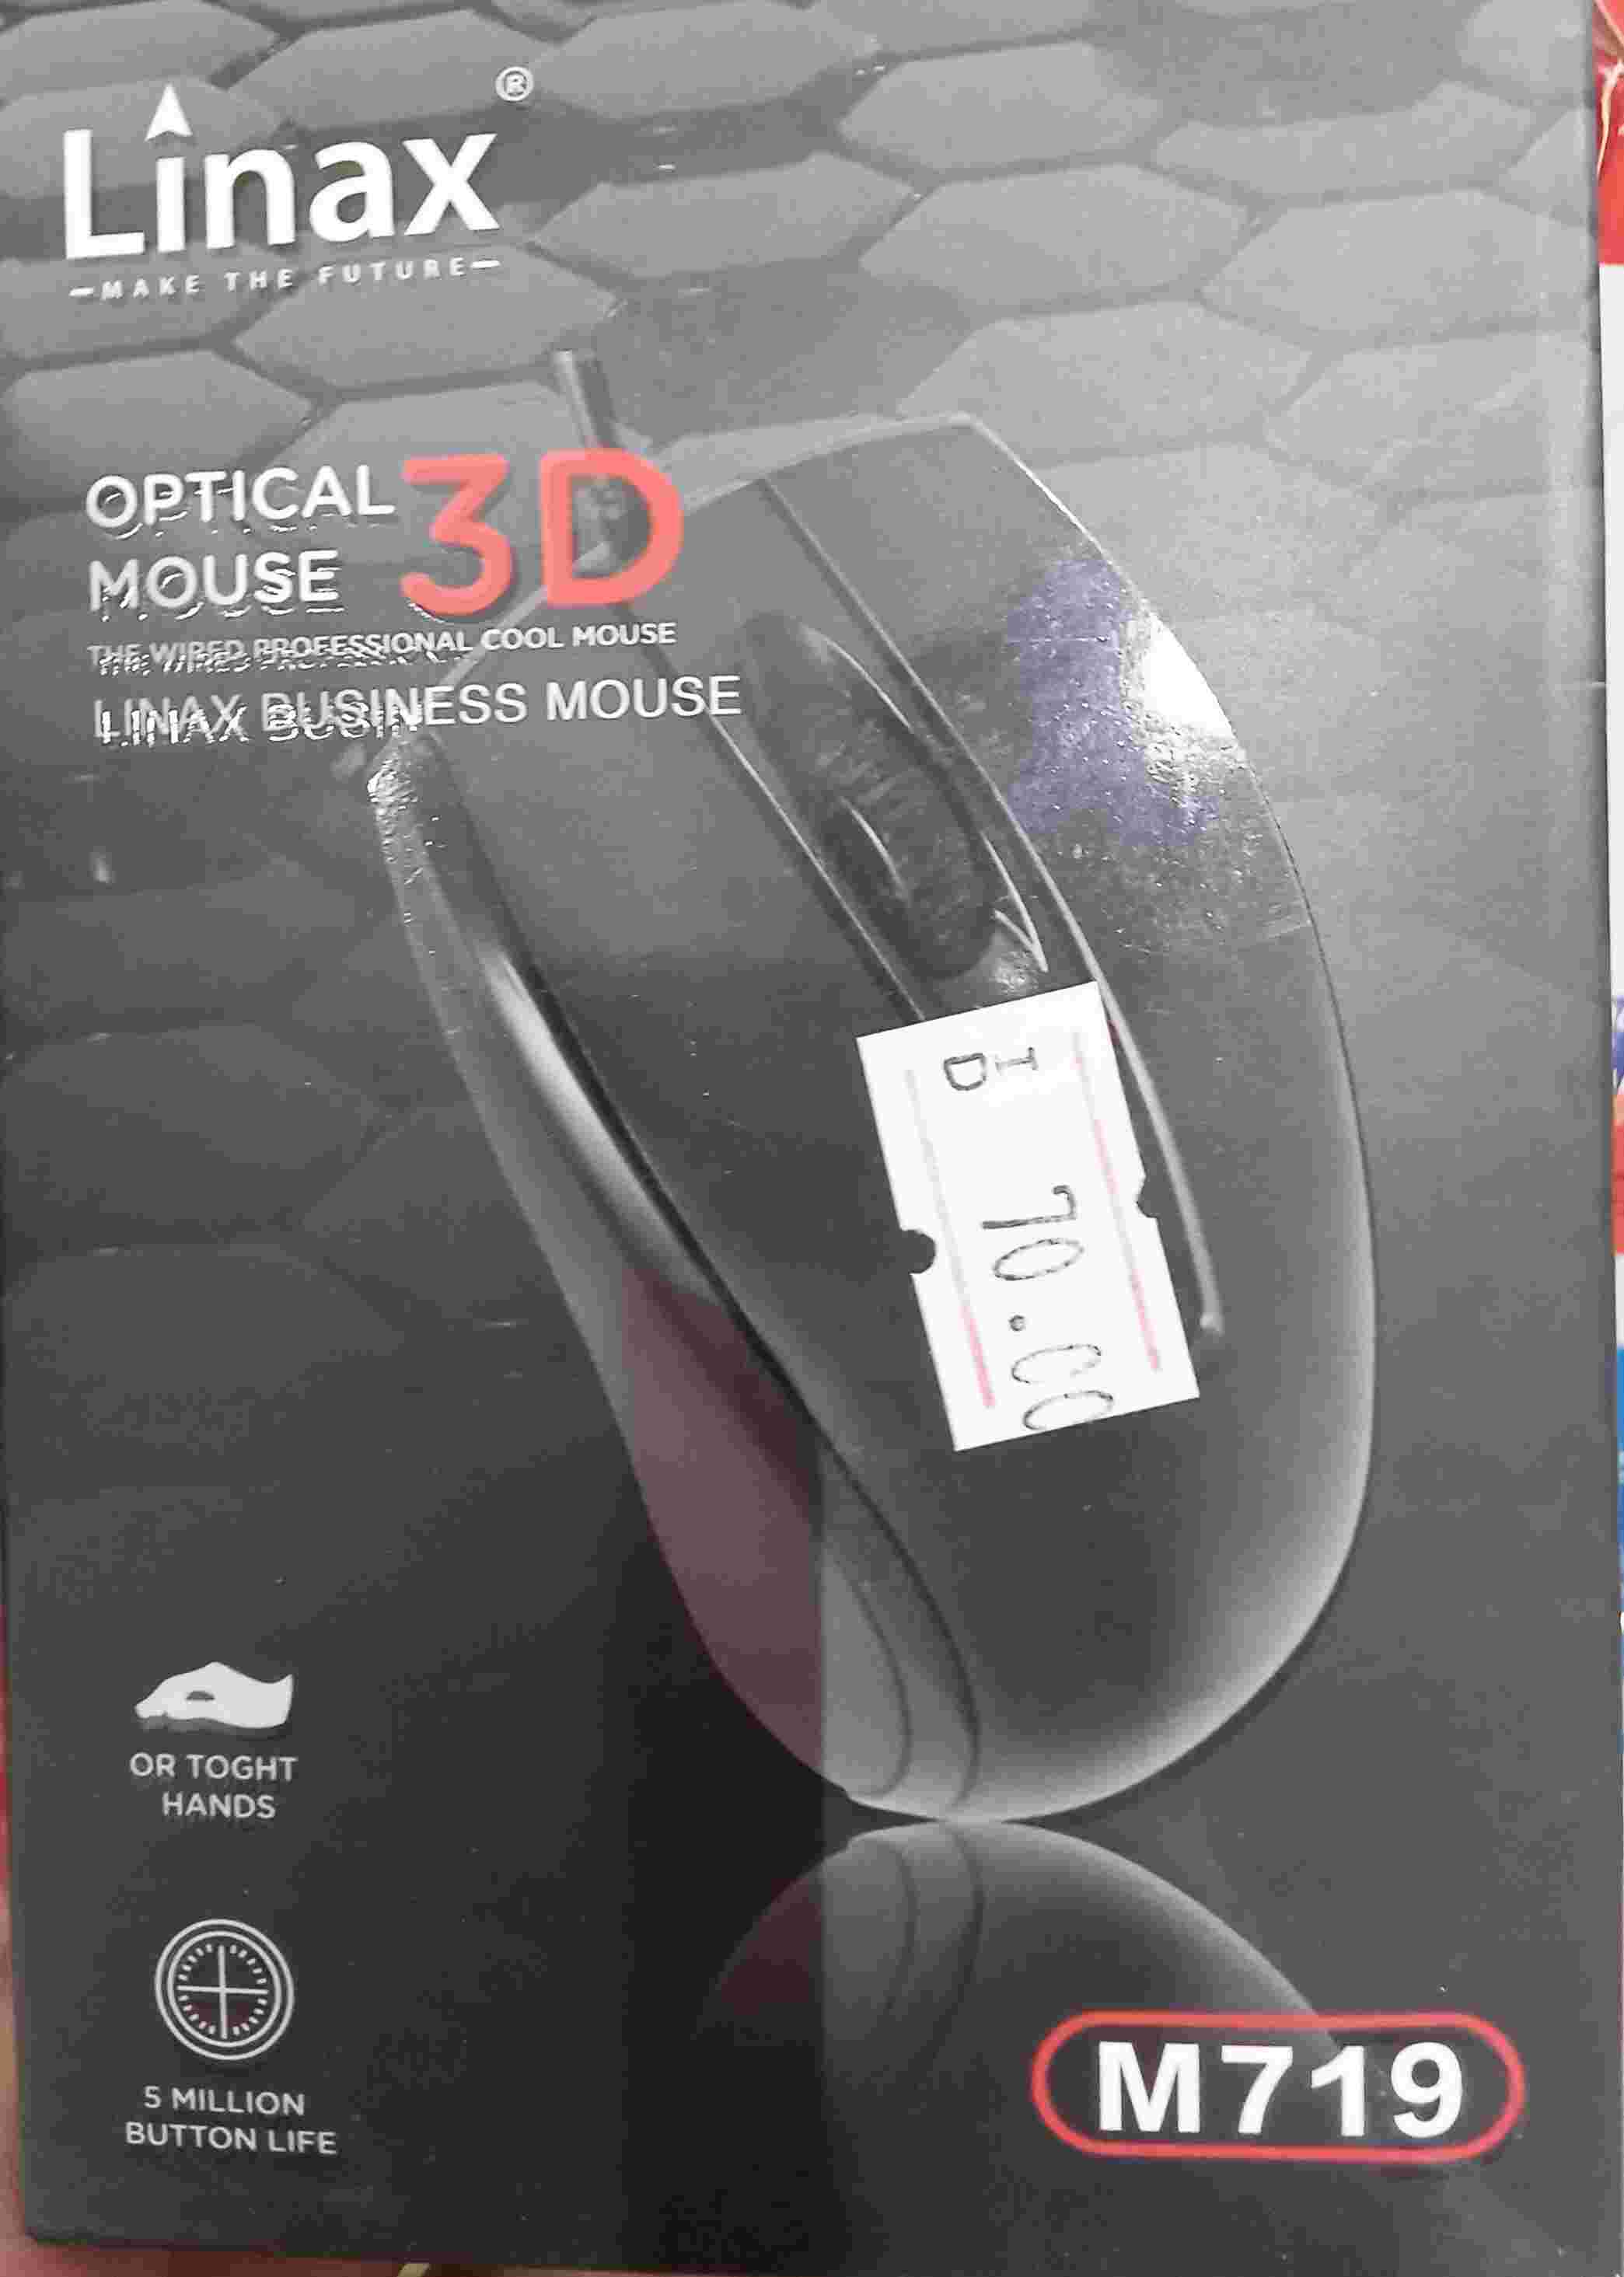 Linax®
MAKE THE FUTURE
OPTICAL 3D
MOUSE
THE WIRED PROFESSIONAL COOL MOUSE
LINAX BUSINESS MOUSE
I
D
70.00
OR TOGHT
HANDS
5 MILLION
BUTTON LIFE
M719